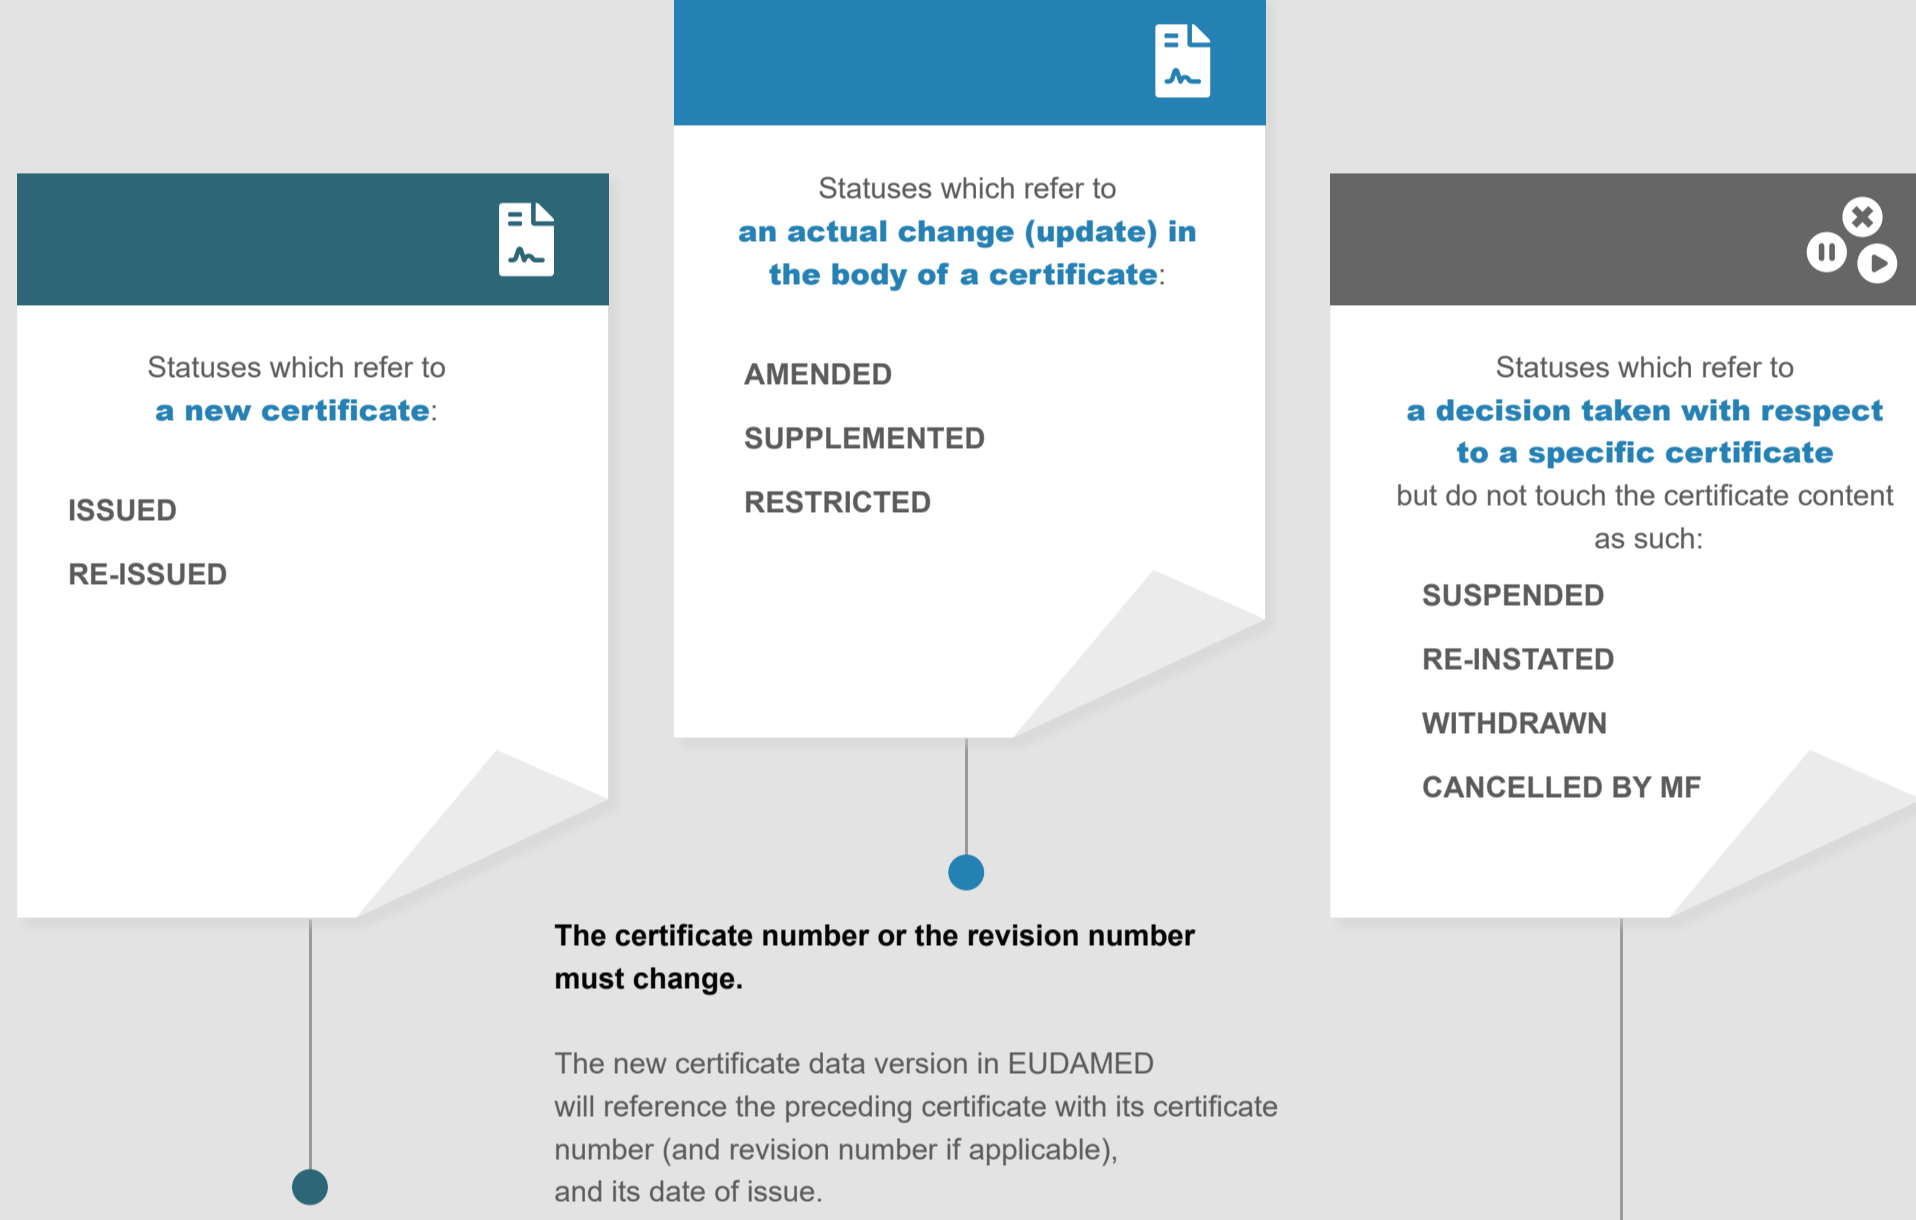 Statuses which refer to
a new certificate:
ISSUED
RE-ISSUED
Statuses which refer to
an actual change (update) in
the body of a certificate:
AMENDED
SUPPLEMENTED
RESTRICTED
The certificate number or the revision number
must change.
The new certificate data version in EUDAMED
will reference the preceding certificate with its certificate
number (and revision number if applicable),
and its date of issue.
Statuses which refer to
a decision taken with respect
to a specific certificate
but do not touch the certificate content
as such:
SUSPENDED
RE-INSTATED
WITHDRAWN
CANCELLED BY MF